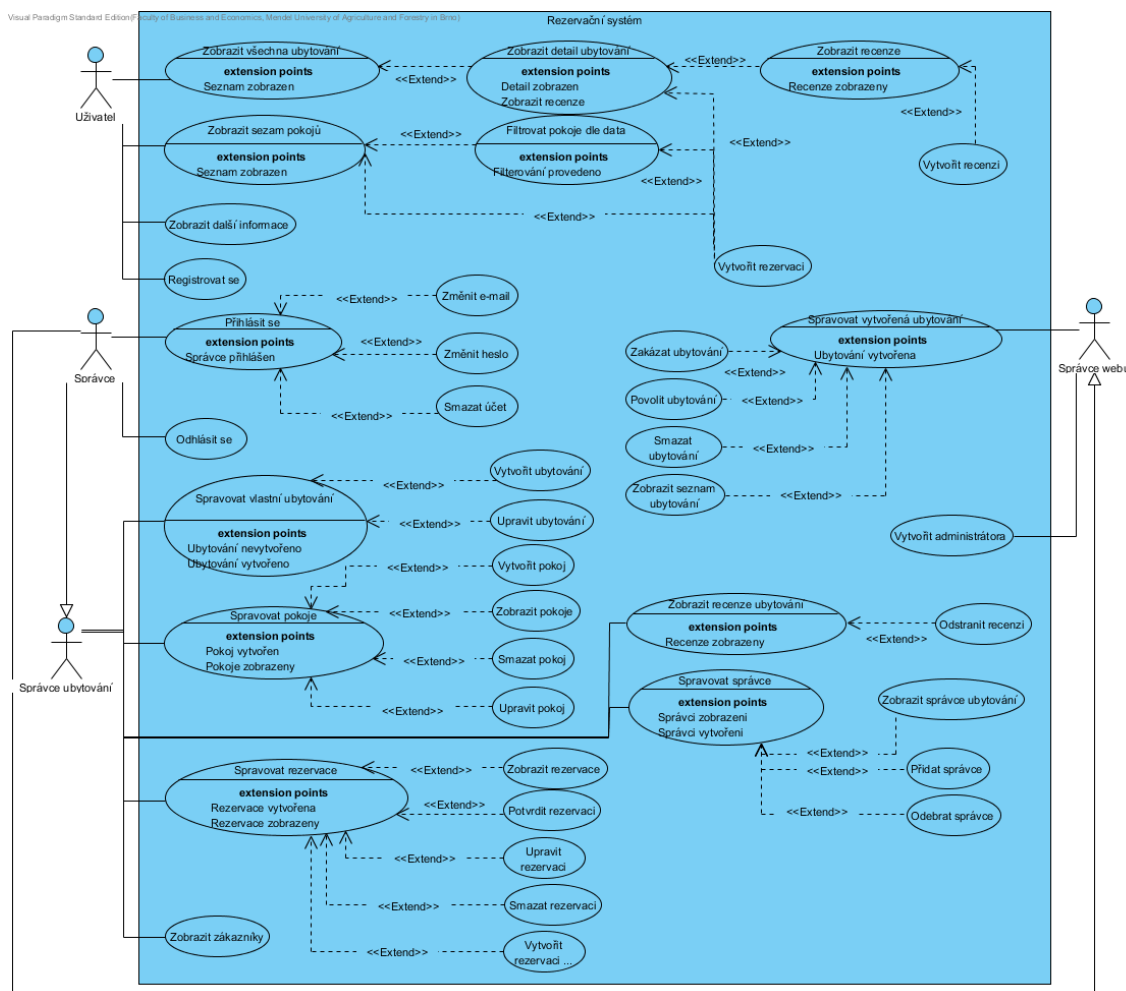 Visual Paradigm Standard Edition(Faculty of Business and Economics, Mendel University of Agriculture and Forestry in Brno)
Rezervační systém
Uživatel
Zobrazit všechna ubytování
extension points
Seznam zobrazen
<<Extend>>
Zobrazit detail ubytování
extension points
Detail zobrazen
Zobrazit recenze
<<Extend>>
Zobrazit recenze
extension points
Recenze zobrazeny
<<Extend>>
Vytvořit recenzi
Zobrazit sezam pokojů
extension points
Seznam zobrazen
<<Extend>>
Filtrovat pokoje dle data
extension points
Filterování provedeno
<<Extend>>
<<Extend>>
<<Extend>>
Vytvořit rezervaci
Zobrazit další informace
Registrovat se
Správce
Přihlásit se
extension points
Správce přihlášen
<<Extend>>
Změnit e-mail
<<Extend>>
Změnit heslo
<<Extend>>
Smazat účet
Odhlásit se
Správce webu
Spravovat vytvořená ubytování
extension points
Ubytování vytvořena
Zakázat ubytování
<<Extend>>
Povolit ubytování
<<Extend>>
Smazat
ubytování
<<Extend>>
Zobrazit seznam
ubytování
<<Extend>>
Vytvořit administrátora
Správce ubytování
Spravovat vlastní ubytování
extension points
Ubytování nevytvořeno
Ubytování vytvořeno
<<Extend>>
Vytvořit ubytování
<<Extend>>
Upravit ubytování
Spravovat pokoje
extension points
Pokoj vytvořen
Pokoje zobrazeny
<<Extend>>
Vytvořit pokoj
<<Extend>>
Zobrazit pokoje
<<Extend>>
Smazat pokoj
<<Extend>>
Upravit pokoj
Zobrazit recenze ubytování
extension points
Recenze zobrazeny
<<Extend>>
Odstranit recenzi
Spravovat správce
extension points
Správci zobrazeni
Správci vytvořeni
Zobrazit správce ubytování
<<Extend>>
<<Extend>>
Přidat správce
<<Extend>>
Odebrat správce
Spravovat rezervace
extension points
Rezervace vytvořena
Rezervace zobrazeny
<<Extend>>
Zobrazit rezervace
<<Extend>>
Potvrdit rezervaci
<<Extend>>
Upravit
rezervaci
<<Extend>>
Smazat rezervaci
<<Extend>>
Vytvořit
rezervaci ...
Zobrazit zákazníky